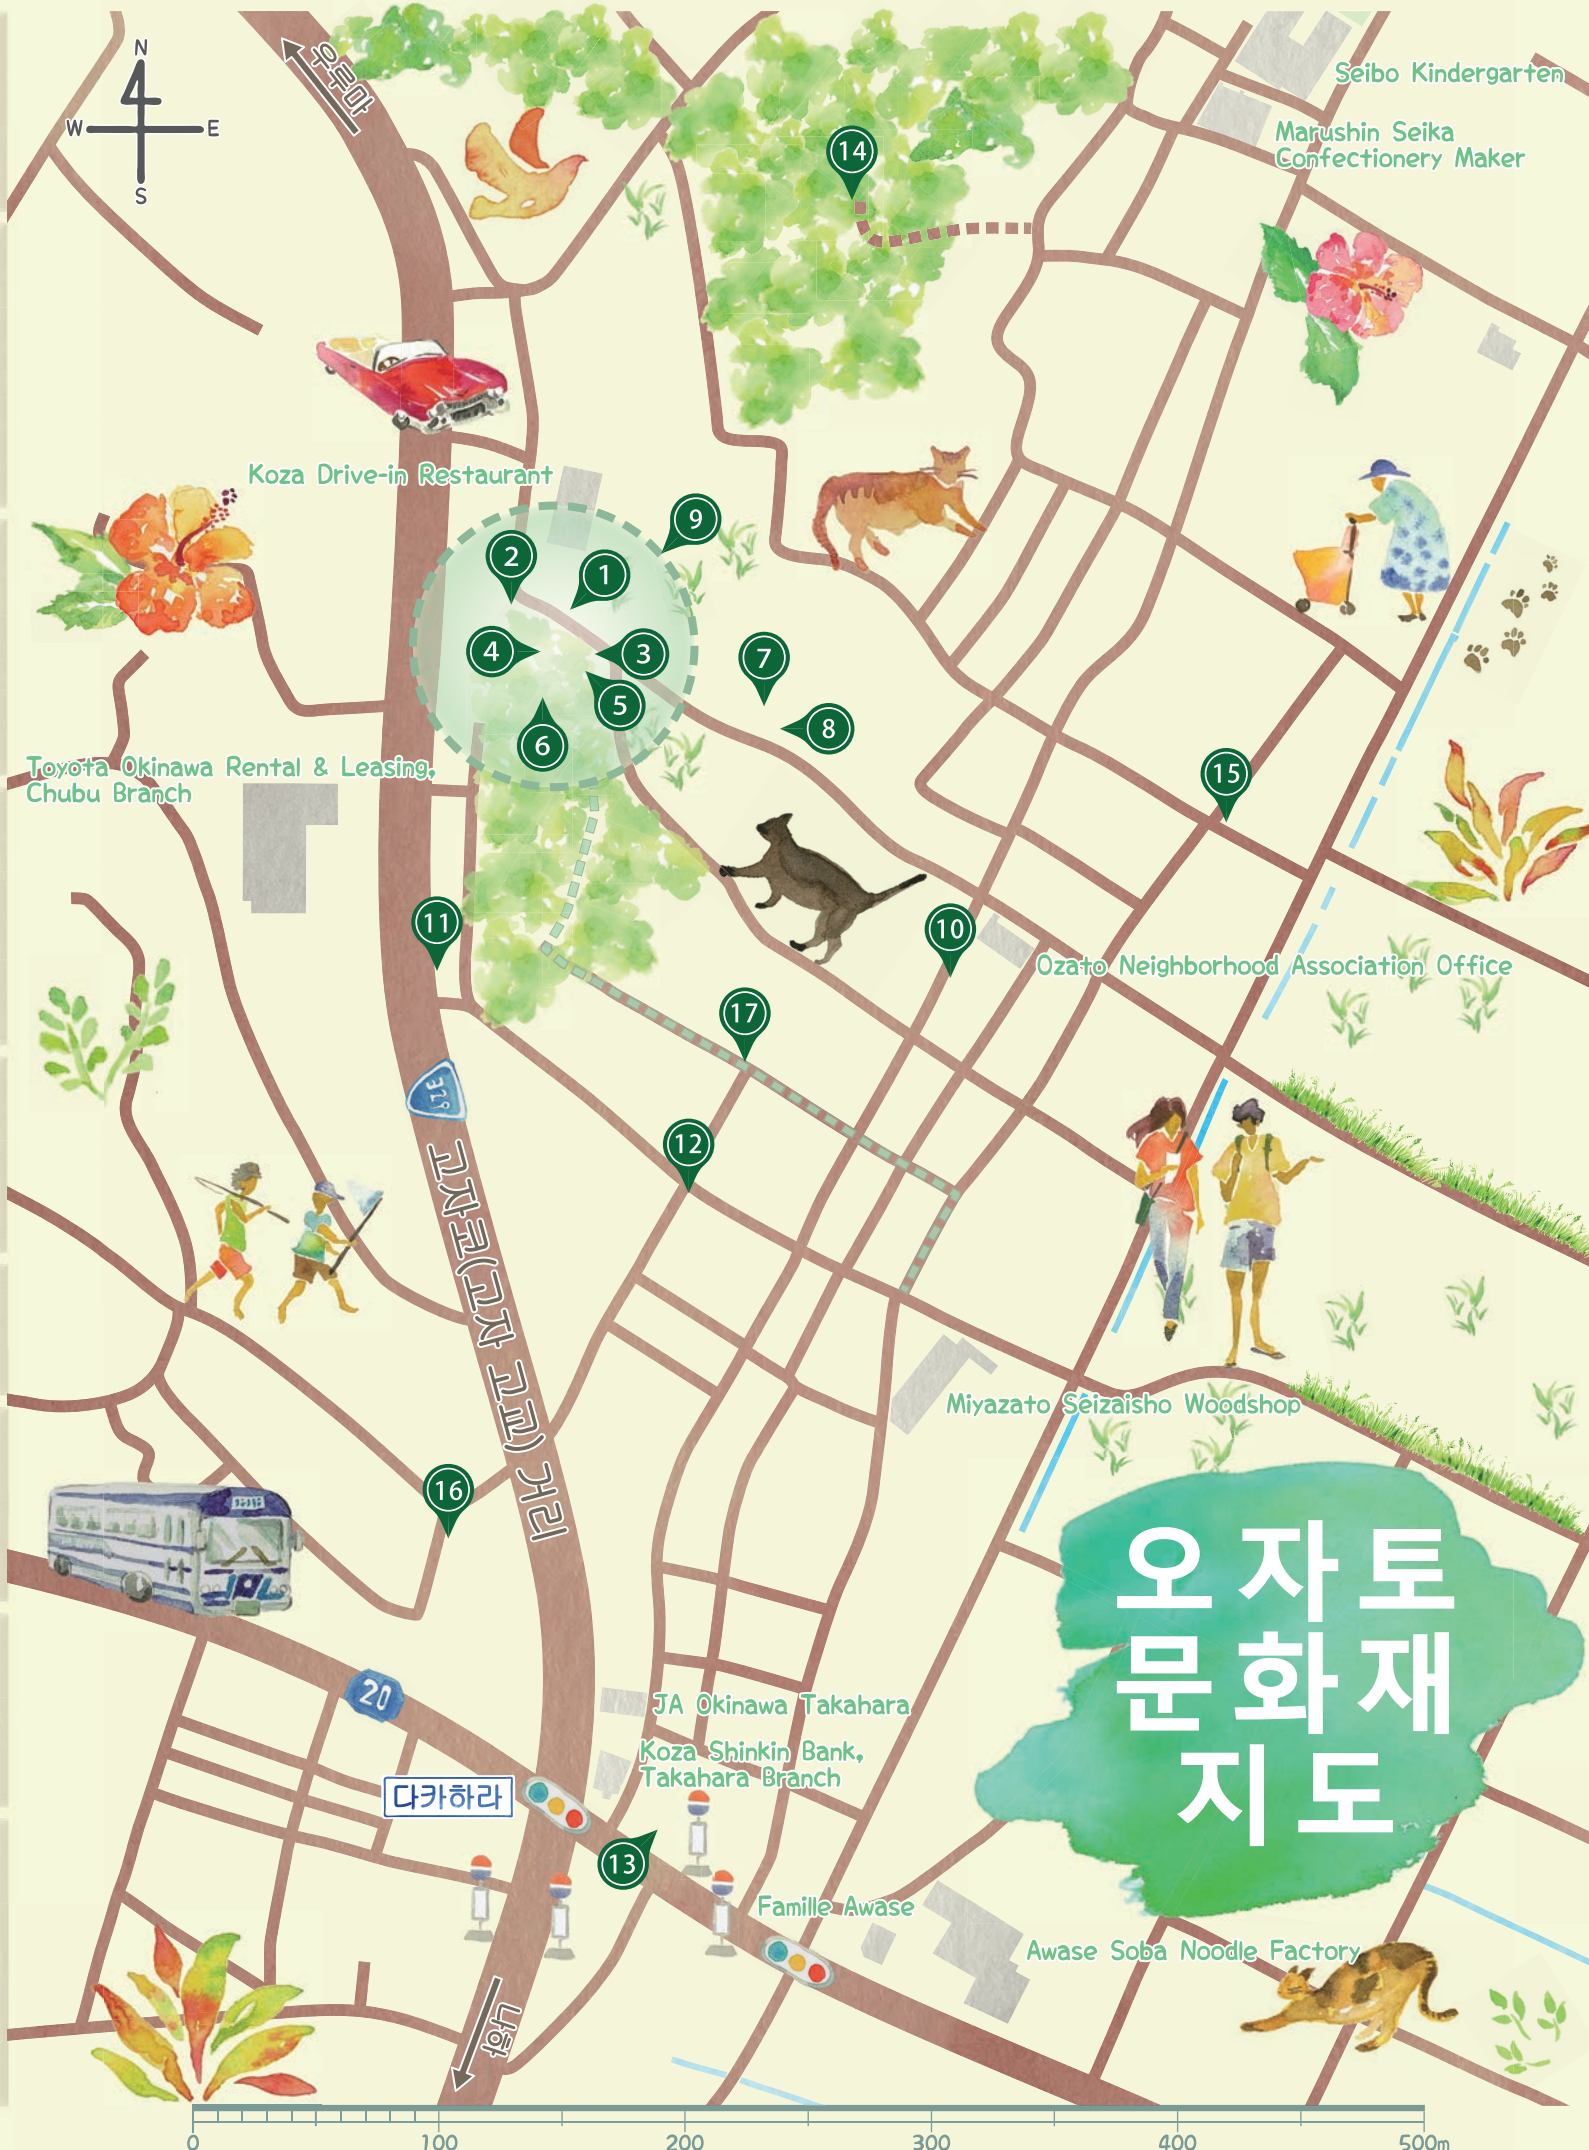 N
W
E
S
우루마
Seibo Kindergarten
Marushin Seika
Confectionery Maker
14
Koza Drive-in Restaurant
9
2
1
4
3
7
5
8
6
Toyota Okinawa Rental & Leasing,
Chubu Branch
15
11
10
Ozato Neighborhood Association Office
17
329
12
고자코(고자 고교) 거리
Miyazato Seizaisho Woodshop
16
오자토
문화재
지도
20
JA Okinawa Takahara
Koza Shinkin Bank,
Takahara Branch
다카하라
13
Famille Awase
Awase Soba Noodle Factory
나하
0 100 200 300 400 500m